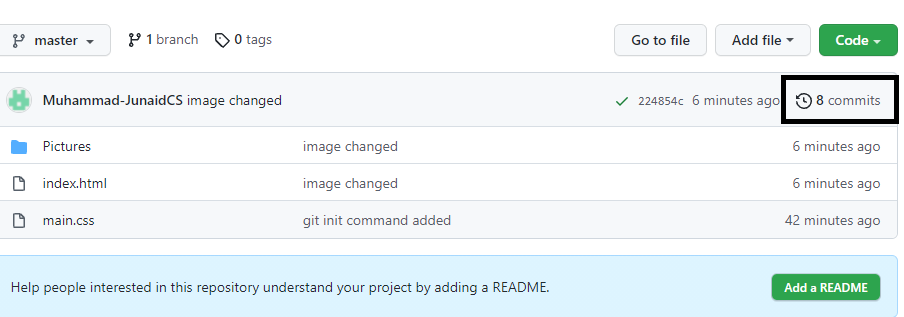 master 1 branch 0 tags Go to file Add file Code
Muhammad-JunaidCS image changed 224854c 6 minutes ago 8 commits
Pictures image changed 6 minutes ago
index.html image changed 6 minutes ago
main.css git init command added 42 minutes ago
Help people interested in this repository understand your project by adding a README. Add a README